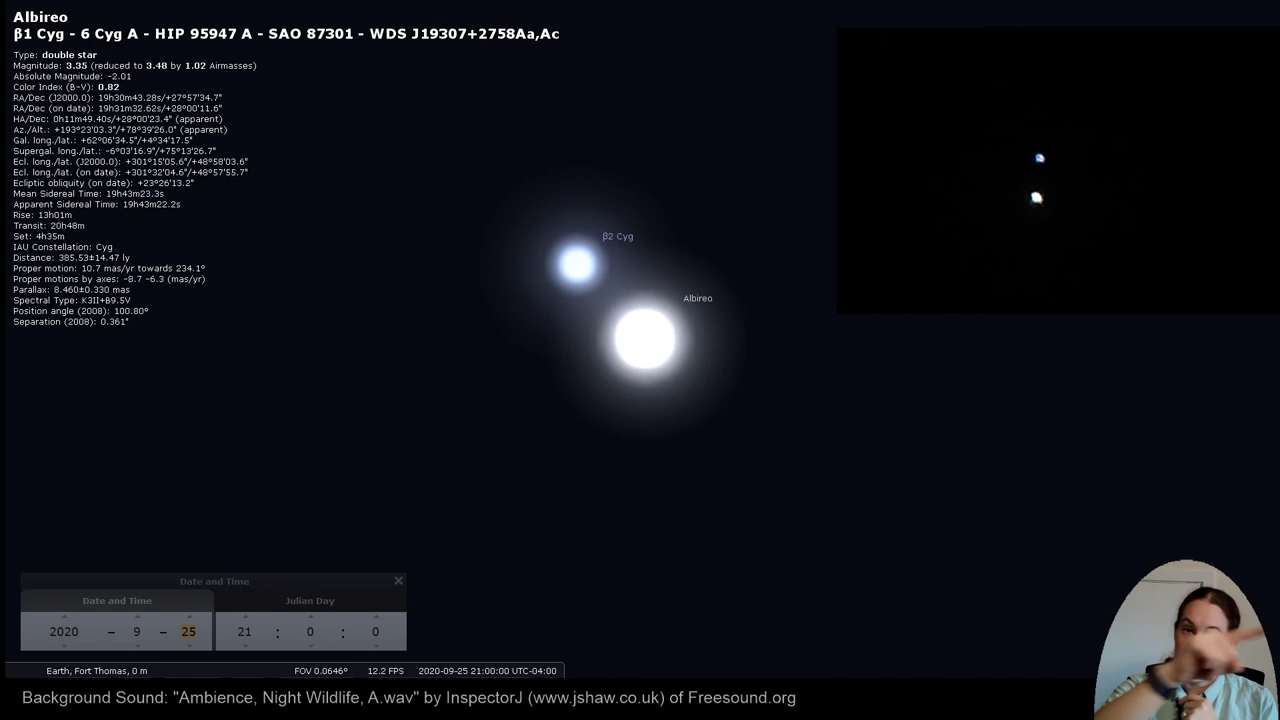 Albireo
β1 Cyg - 6 Cyg A - HIP 95947 A - SAO 87301 - WDS J19307+2758Aa,Ac
Type: double star
Magnitude: 3.35 (reduced to 3.48 by 1.02 Airmasses)
Absolute Magnitude: -2.01
Color Index (B-V): 0.82
RA/Dec (J2000.0): 19h30m43.28s/+27°57'34.7"
RA/Dec (on date): 19h31m32.62s/+28°00'11.6"
HA/Dec: 0h11m49.40s/+28°00'23.4" (apparent)
Az./Alt.: +193°23'03.3"/+78°39'26.0" (apparent)
Gal. long./lat.: +62°06'34.5"/+4°34'17.5"
Supergal. long./lat.: -6°03'16.9"/+75°13'26.7"
Ecl. long./lat. (J2000.0): +301°15'05.6"/+48°58'03.6"
Ecl. long./lat. (on date): +301°32'04.6"/+48°57'55.7"
Ecliptic obliquity (on date): +23°26'13.2"
Mean Sidereal Time: 19h43m23.3s
Apparent Sidereal Time: 19h43m22.2s
Rise: 13h01m
Transit: 20h48m
Set: 4h35m
IAU Constellation: Cyg
Distance: 385.53±14.47 ly
Proper motion: 10.7 mas/yr towards 234.1°
Proper motions by axes: -8.7 -6.3 (mas/yr)
Parallax: 8.460±0.330 mas
Spectral Type: K3II+B9.5V
Position angle (2008): 100.80°
Separation (2008): 0.361"
β2 Cyg
Albireo
Date and Time
Date and Time Julian Day
2020 - 9 - 25 21 : 0 : 0
Earth, Fort Thomas, 0 m FOV 0.0646° 12.2 FPS 2020-09-25 21:00:00 UTC-04:00
Background Sound: "Ambience, Night Wildlife, A.wav" by InspectorJ (www.jshaw.co.uk) of Freesound.org